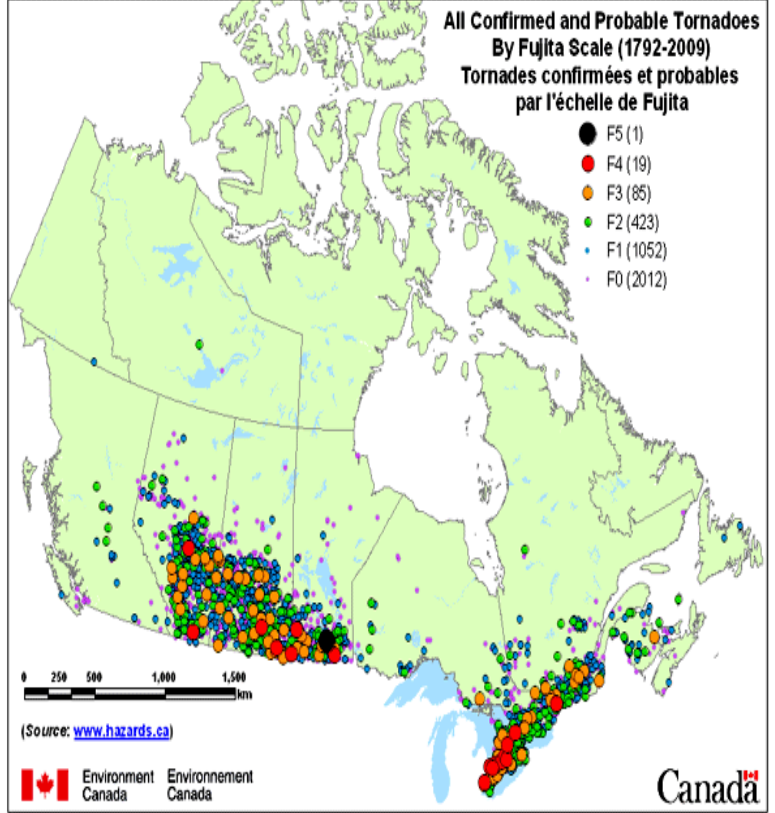 All Confirmed and Probable Tornadoes
By Fujita Scale (1792-2009)
Tornades confirmées et probables
par l'échelle de Fujita
F5 (1)
F4 (19)
F3 (85)
F2 (423)
F1 (1052)
F0 (2012)
0 250 500 1,000 1,500
km
(Source: www.hazards.ca)
Environment Environnement
Canada Canada
Canada